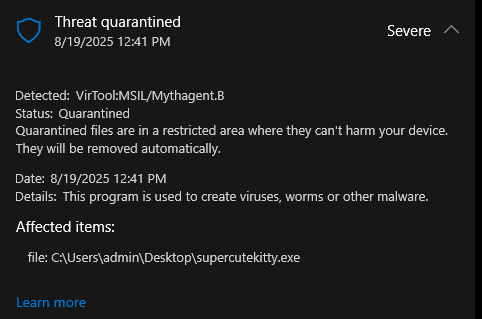 Threat quarantined
8/19/2025 12:41 PM
Severe
Detected: VirTool:MSIL/Mythagent.B
Status: Quarantined
Quarantined files are in a restricted area where they can't harm your device.
They will be removed automatically.
Date: 8/19/2025 12:41 PM
Details: This program is used to create viruses, worms or other malware.
Affected items:
file: C:\Users\admin\Desktop\supercutekitty.exe
Learn more